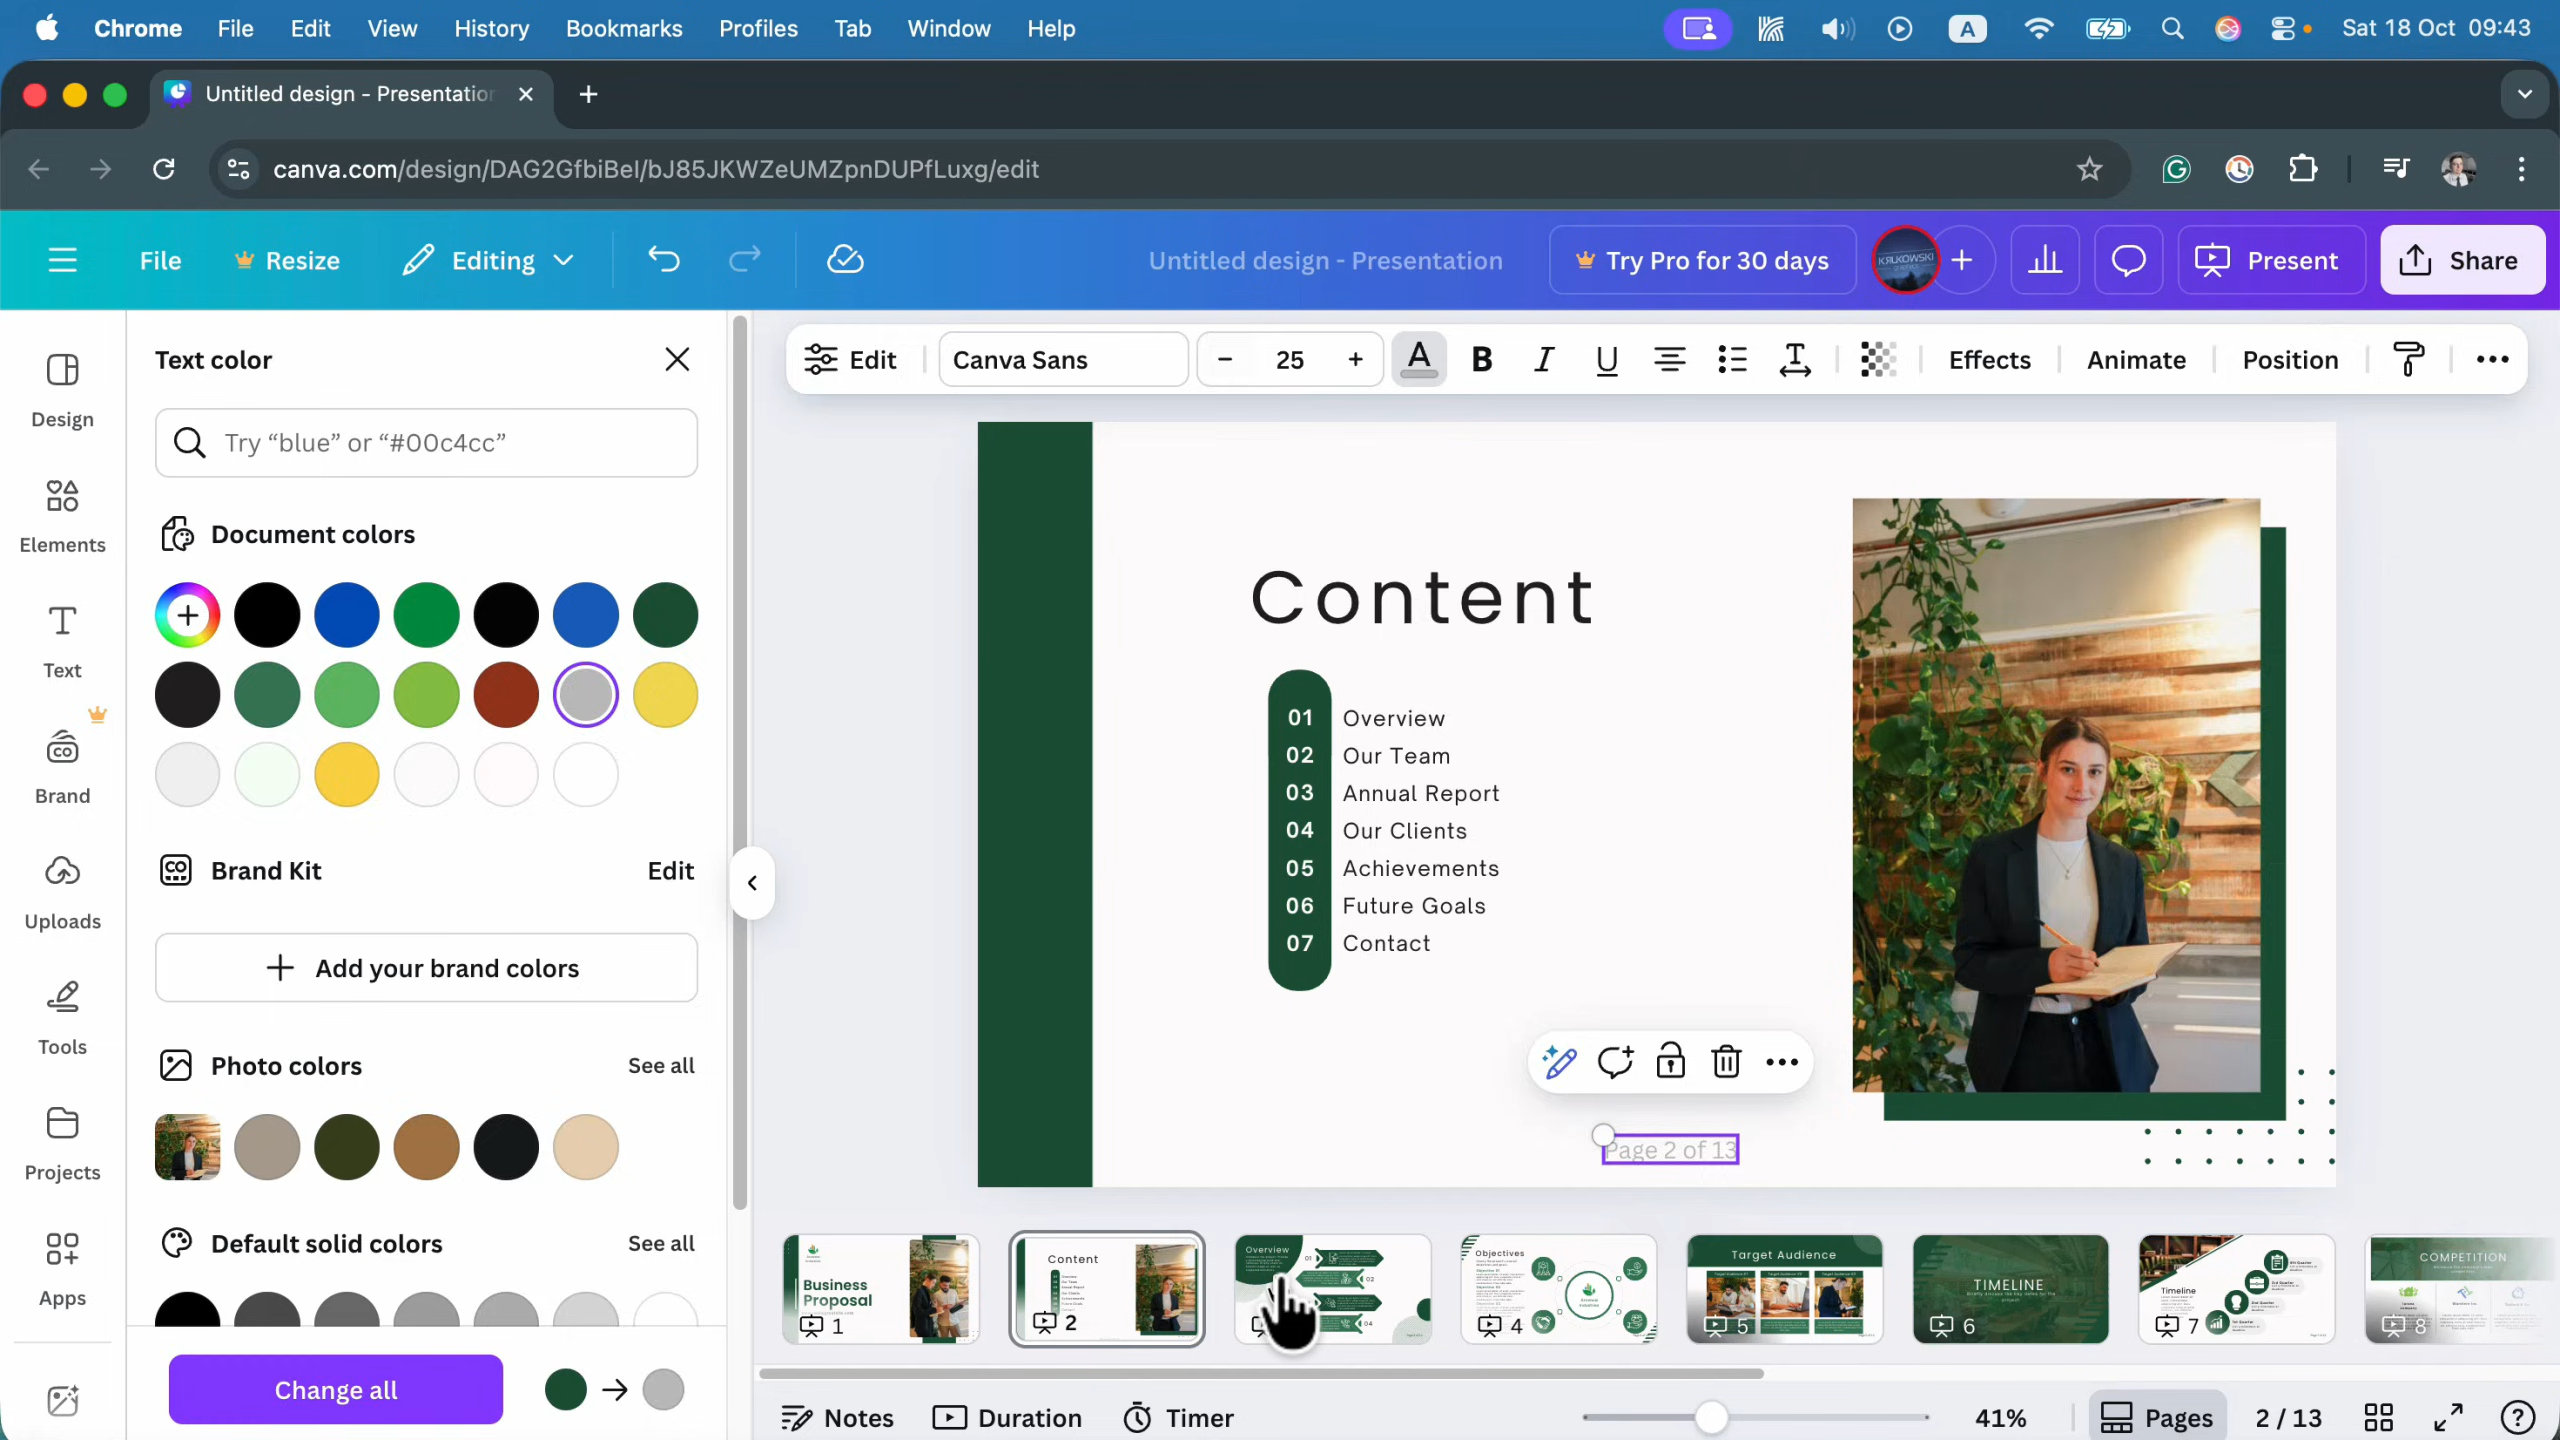 Chrome File Edit View History Bookmarks Profiles Tab Window Help A Sat 18 Oct 09:43
Untitled design - Presentation
canva.com/design/DAG2GfbiBeI/bJ85JKWZeUMZpnDUPfLuxg/edit
File Resize Editing Untitled design - Presentation Try Pro for 30 days KRLKOWSKI Present Share
Design
Elements
Text
Brand
Uploads
Tools
Projects
Apps
Text color
Try “blue” or “#00c4cc”
Document colors
Brand Kit Edit
Add your brand colors
Photo colors See all
Default solid colors See all
Change all
Edit Canva Sans - 25 + A B I U Effects Animate Position
Content
01 Overview
02 Our Team
03 Annual Report
04 Our Clients
05 Achievements
06 Future Goals
07 Contact
Page 2 of 13
Business
Proposal
1
Content
2
Overview
01
02
04
Objectives
4
Target Audience
5
TIMELINE
6
Timeline
7
COMPETITION
8
Notes Duration Timer 41% Pages 2 / 13